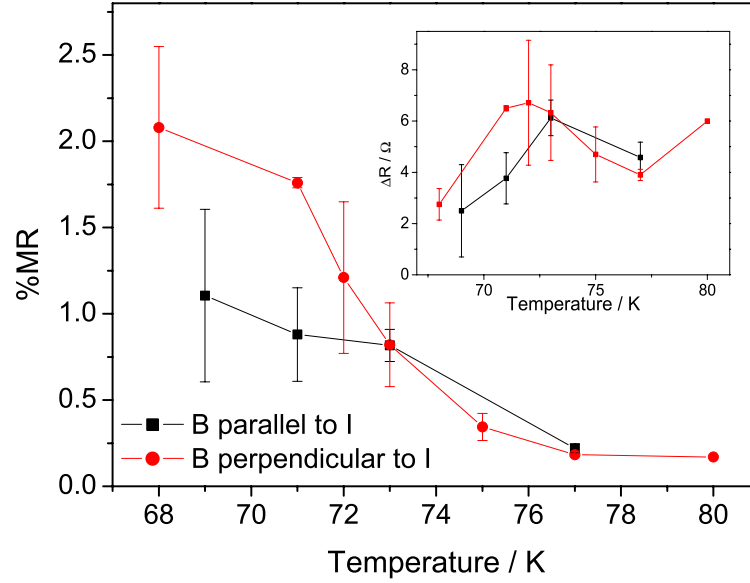 %MR
2.5
2.0
1.5
1.0
0.5
0.0
68 70 72 74 76 78 80
Temperature / K
B parallel to I
B perpendicular to I
ΔR / Ω
8
6
4
2
0
70 75 80
Temperature / K